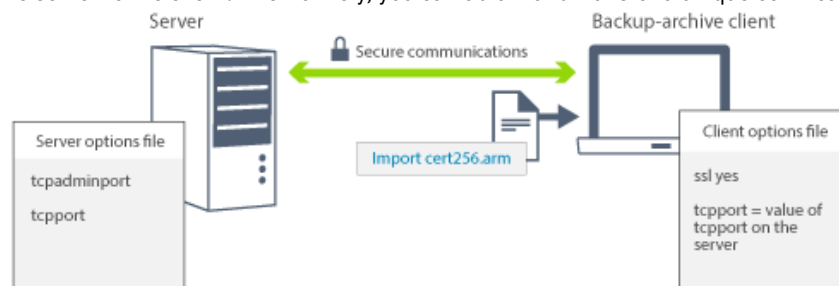 Server
Backup-archive client
Secure communications
Server options file
tcpadminport
tcpport
Import cert256.arm
Client options file
ssl yes
tcpport = value of
tcpport on the
server